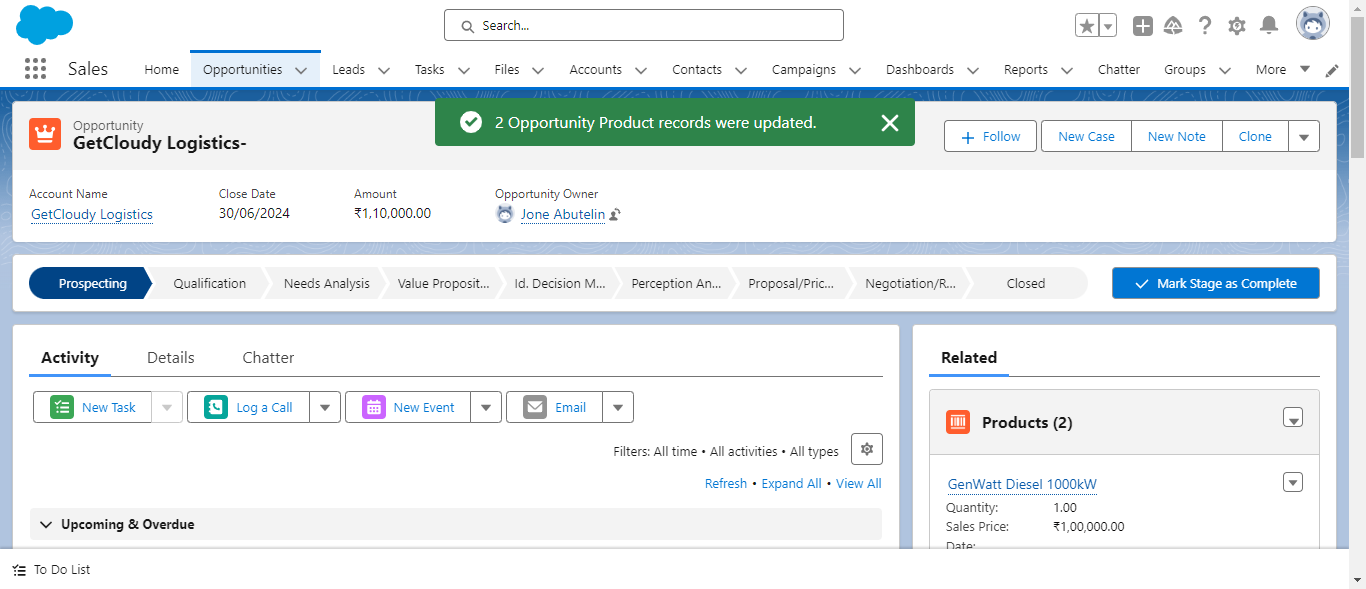 Search...
Sales Home Opportunities Leads Tasks Files Accounts Contacts Campaigns Dashboards Reports Chatter Groups More
2 Opportunity Product records were updated.
Opportunity
GetCloudy Logistics-
Follow New Case New Note Clone
Account Name Close Date Amount Opportunity Owner
GetCloudy Logistics 30/06/2024 ₹1,10,000.00 Jone Abutelin
Prospecting Qualification Needs Analysis Value Proposit... Id. Decision M... Perception An... Proposal/Pric... Negotiation/R... Closed Mark Stage as Complete
Activity Details Chatter
New Task Log a Call New Event Email
Filters: All time • All activities • All types
Refresh • Expand All • View All
Upcoming & Overdue
Related
Products (2)
GenWatt Diesel 1000kW
Quantity: 1.00
Sales Price: ₹1,00,000.00
Date:
To Do List